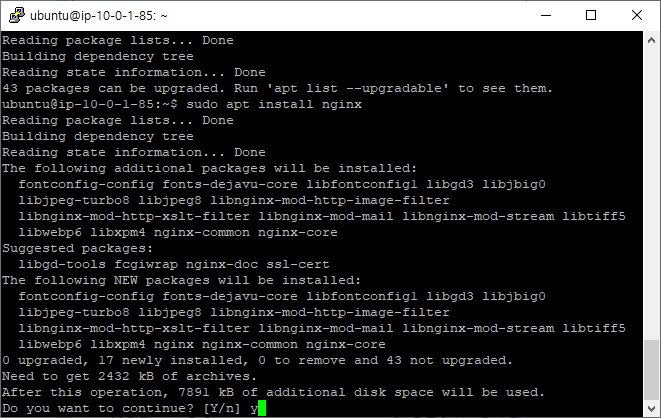 ubuntu@ip-10-0-1-85: ~
Reading package lists... Done
Building dependency tree
Reading state information... Done
43 packages can be upgraded. Run 'apt list --upgradable' to see them.
ubuntu@ip-10-0-1-85:~$ sudo apt install nginx
Reading package lists... Done
Building dependency tree
Reading state information... Done
The following additional packages will be installed:
  fontconfig-config fonts-dejavu-core libfontconfig1 libgd3 libjbig0
  libjpeg-turbo8 libjpeg8 libnginx-mod-http-image-filter
  libnginx-mod-http-xslt-filter libnginx-mod-mail libnginx-mod-stream libtiff5
  libwebp6 libxpm4 nginx-common nginx-core
Suggested packages:
  libgd-tools fcgiwrap nginx-doc ssl-cert
The following NEW packages will be installed:
  fontconfig-config fonts-dejavu-core libfontconfig1 libgd3 libjbig0
  libjpeg-turbo8 libjpeg8 libnginx-mod-http-image-filter
  libnginx-mod-http-xslt-filter libnginx-mod-mail libnginx-mod-stream libtiff5
  libwebp6 libxpm4 nginx nginx-common nginx-core
0 upgraded, 17 newly installed, 0 to remove and 43 not upgraded.
Need to get 2432 kB of archives.
After this operation, 7891 kB of additional disk space will be used.
Do you want to continue? [Y/n] y